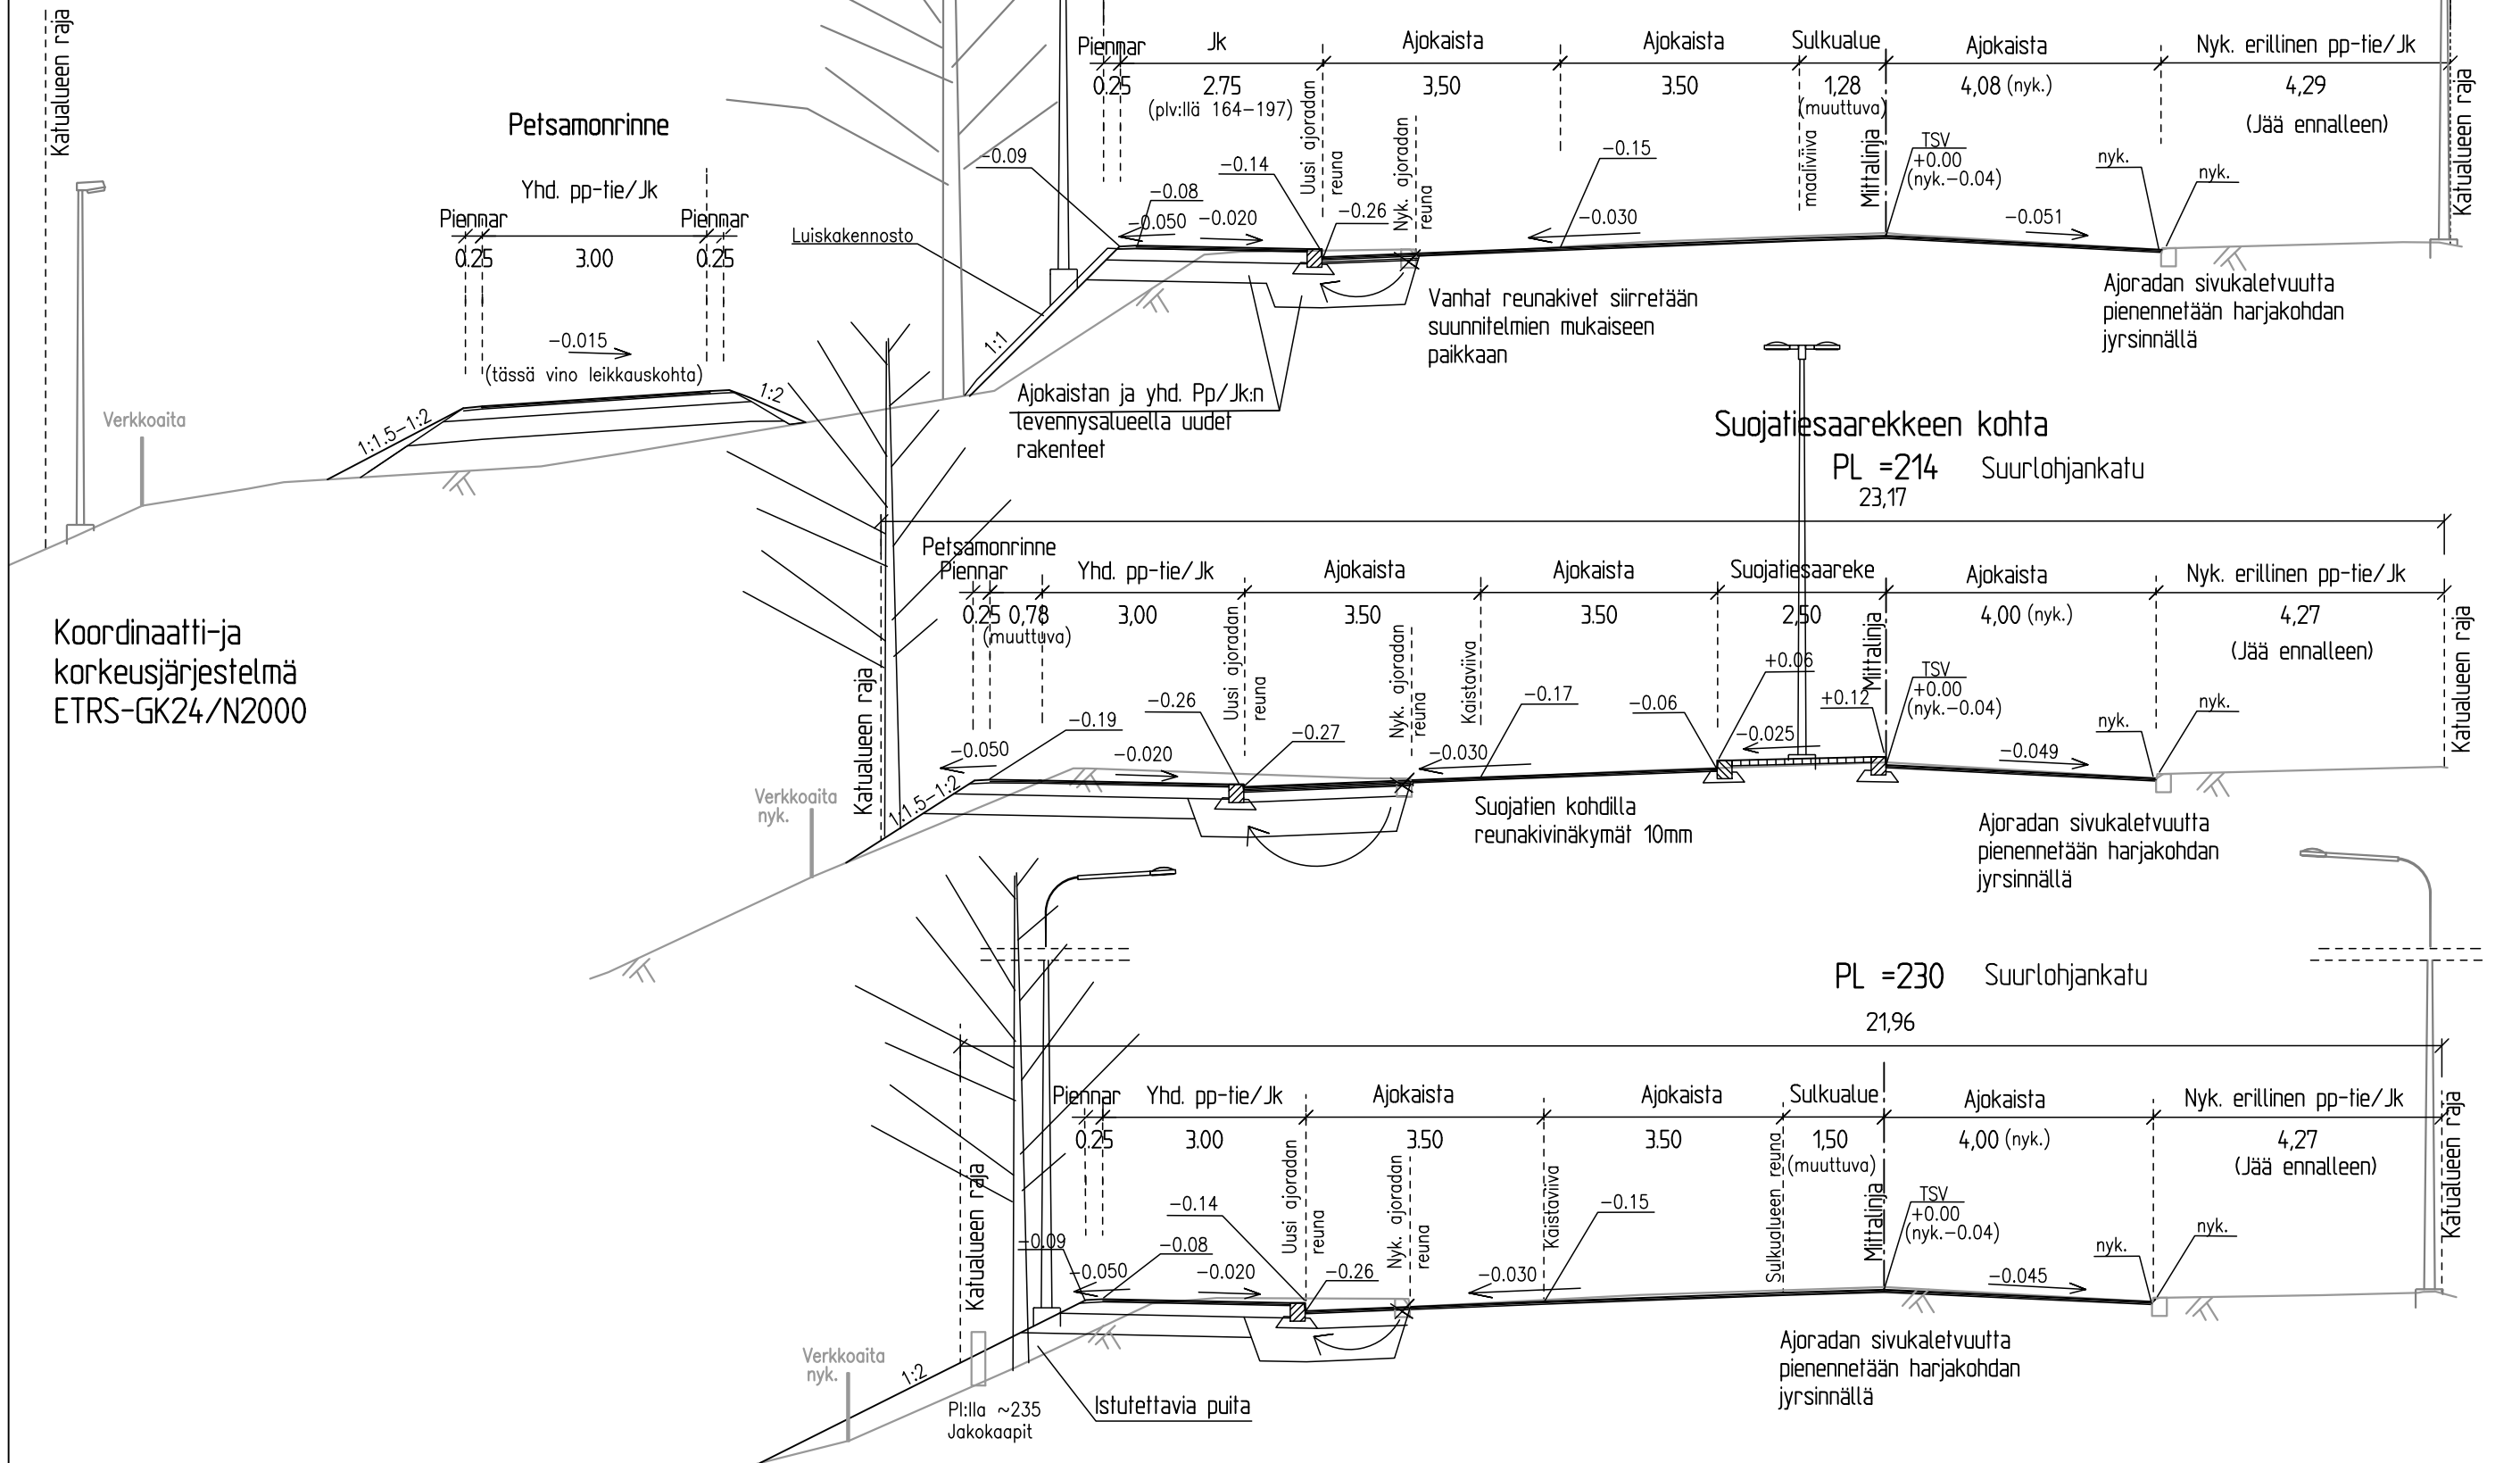 Katualueen raja
Petsamonrinne
Yhd. pp-tie/Jk
Piennar
Piennar
0.25
3.00
0.25
-0.015
(tässä vino leikkauskohta)
1:1.5-1:2
1:2
Verkkoaita
Piennar
Jk
Ajokaista
Ajokaista
Sulkualue
Ajokaista
Nyk. erillinen pp-tie/Jk
0.25
2.75
3,50
3.50
1,28
4,08 (nyk.)
4,29
(plv:llä 164-197)
(muuttuva)
(Jää ennalleen)
Uusi ajoradan
reuna
Nyk. ajoradan
reuna
maaliviiva
Mittalinja
Katualueen raja
-0.09
-0.14
-0.15
TSV
+0.00
(nyk.-0.04)
nyk.
nyk.
-0.08
-0.050
-0.020
-0.26
-0.030
-0.051
Luiskakennosto
1:1
Vanhat reunakivet siirretään
suunnitelmien mukaiseen
paikkaan
Ajoradan sivukaletvuutta
pienennetään harjakohdan
jyrsinnällä
Ajokaistan ja yhd. Pp/Jk:n
levennysalueella uudet
rakenteet
Suojatiesaarekkeen kohta
PL =214 Suurlohjankatu
23,17
Petsamonrinne
Piennar
Yhd. pp-tie/Jk
Ajokaista
Ajokaista
Suojatiesaareke
Ajokaista
Nyk. erillinen pp-tie/Jk
0.25
0,78
3,00
3.50
3.50
2,50
4,00 (nyk.)
4,27
(muuttuva)
(Jää ennalleen)
Katualueen raja
Uusi ajoradan
reuna
Nyk. ajoradan
reuna
Kaistaviiva
Mittalinja
Katualueen raja
+0.06
-0.26
-0.17
-0.06
+0.12
TSV
+0.00
(nyk.-0.04)
nyk.
nyk.
-0.19
-0.27
-0.050
-0.020
-0.030
-0.025
-0.049
1:1.5-1:2
Verkkoaita
nyk.
Suojatien kohdilla
reunakivinäkymät 10mm
Ajoradan sivukaletvuutta
pienennetään harjakohdan
jyrsinnällä
Koordinaatti-ja
korkeusjärjestelmä
ETRS-GK24/N2000
PL =230 Suurlohjankatu
21,96
Piennar
Yhd. pp-tie/Jk
Ajokaista
Ajokaista
Sulkualue
Ajokaista
Nyk. erillinen pp-tie/Jk
0.25
3.00
3.50
3.50
1,50
4,00 (nyk.)
4,27
(muuttuva)
(Jää ennalleen)
Katualueen raja
Uusi ajoradan
reuna
Nyk. ajoradan
reuna
Kaistaviiva
Sulkualueen reuna
Mittalinja
Katualueen raja
-0.14
-0.15
TSV
+0.00
(nyk.-0.04)
nyk.
nyk.
-0.09
-0.08
-0.050
-0.020
-0.26
-0.030
-0.045
1:2
Verkkoaita
nyk.
Pl:lla ~235
Jakokaapit
Istutettavia puita
Ajoradan sivukaletvuutta
pienennetään harjakohdan
jyrsinnällä